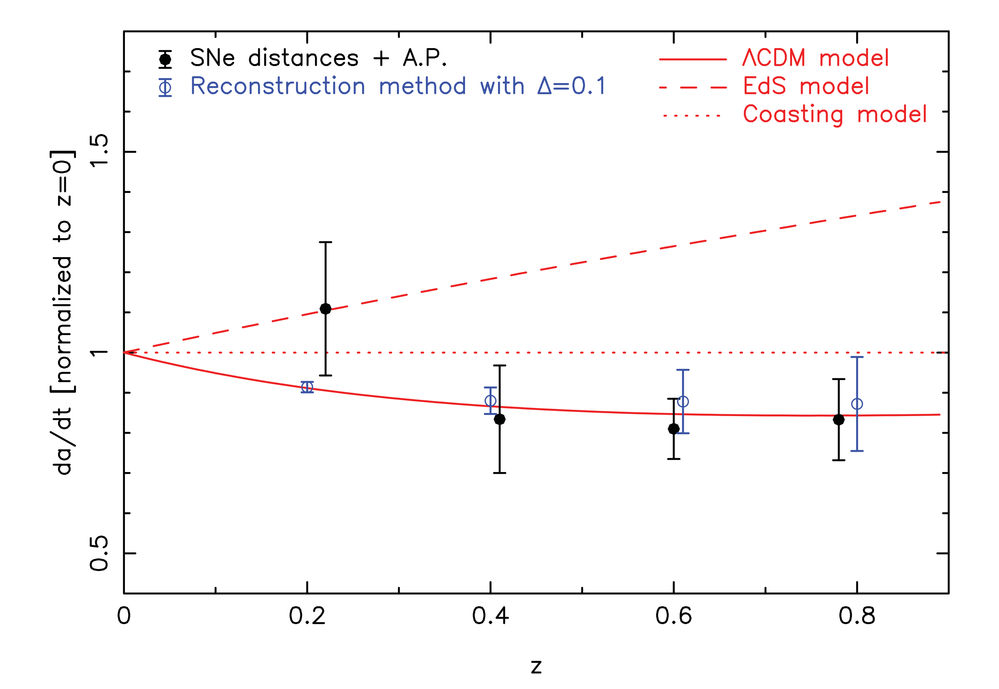 SNe distances + A.P.
Reconstruction method with Δ=0.1
ΛCDM model
EdS model
Coasting model
da/dt [normalized to z=0]
1.5
1
0.5
0
0.2
0.4
0.6
0.8
z